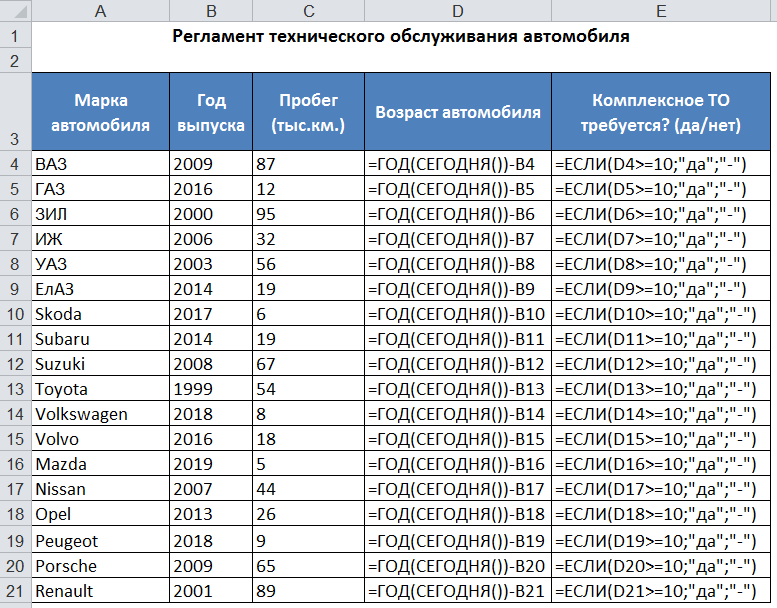 A B C D E
1 Регламент технического обслуживания автомобиля
2
3 Марка автомобиля Год выпуска Пробег (тыс.км.) Возраст автомобиля Комплексное ТО требуется? (да/нет)
4 ВАЗ 2009 87 =ГОД(СЕГОДНЯ())-B4 =ЕСЛИ(D4>=10;"да";"-")
5 ГАЗ 2016 12 =ГОД(СЕГОДНЯ())-B5 =ЕСЛИ(D5>=10;"да";"-")
6 ЗИЛ 2000 95 =ГОД(СЕГОДНЯ())-B6 =ЕСЛИ(D6>=10;"да";"-")
7 ИЖ 2006 32 =ГОД(СЕГОДНЯ())-B7 =ЕСЛИ(D7>=10;"да";"-")
8 УАЗ 2003 56 =ГОД(СЕГОДНЯ())-B8 =ЕСЛИ(D8>=10;"да";"-")
9 ЕлАЗ 2014 19 =ГОД(СЕГОДНЯ())-B9 =ЕСЛИ(D9>=10;"да";"-")
10 Skoda 2017 6 =ГОД(СЕГОДНЯ())-B10 =ЕСЛИ(D10>=10;"да";"-")
11 Subaru 2014 19 =ГОД(СЕГОДНЯ())-B11 =ЕСЛИ(D11>=10;"да";"-")
12 Suzuki 2008 67 =ГОД(СЕГОДНЯ())-B12 =ЕСЛИ(D12>=10;"да";"-")
13 Toyota 1999 54 =ГОД(СЕГОДНЯ())-B13 =ЕСЛИ(D13>=10;"да";"-")
14 Volkswagen 2018 8 =ГОД(СЕГОДНЯ())-B14 =ЕСЛИ(D14>=10;"да";"-")
15 Volvo 2016 18 =ГОД(СЕГОДНЯ())-B15 =ЕСЛИ(D15>=10;"да";"-")
16 Mazda 2019 5 =ГОД(СЕГОДНЯ())-B16 =ЕСЛИ(D16>=10;"да";"-")
17 Nissan 2007 44 =ГОД(СЕГОДНЯ())-B17 =ЕСЛИ(D17>=10;"да";"-")
18 Opel 2013 26 =ГОД(СЕГОДНЯ())-B18 =ЕСЛИ(D18>=10;"да";"-")
19 Peugeot 2018 9 =ГОД(СЕГОДНЯ())-B19 =ЕСЛИ(D19>=10;"да";"-")
20 Porsche 2009 65 =ГОД(СЕГОДНЯ())-B20 =ЕСЛИ(D20>=10;"да";"-")
21 Renault 2001 89 =ГОД(СЕГОДНЯ())-B21 =ЕСЛИ(D21>=10;"да";"-")